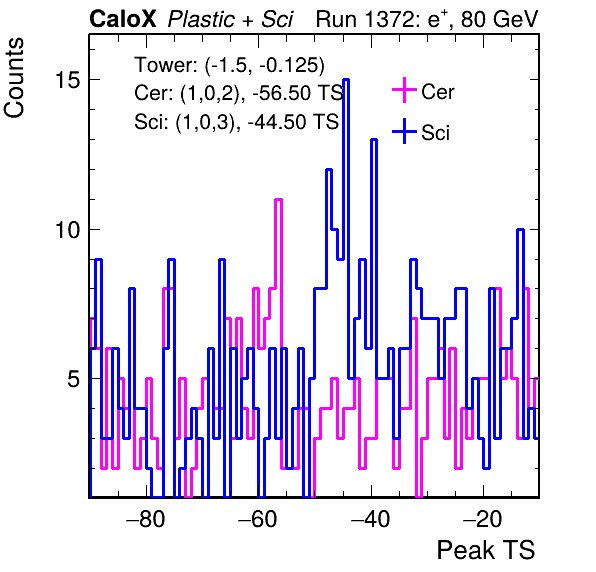 CaloX Plastic + Sci Run 1372: e+, 80 GeV
Counts
Tower: (-1.5, -0.125)
Cer: (1,0,2), -56.50 TS
Sci: (1,0,3), -44.50 TS
Cer
Sci
15
10
5
−80 −60 −40 −20
Peak TS